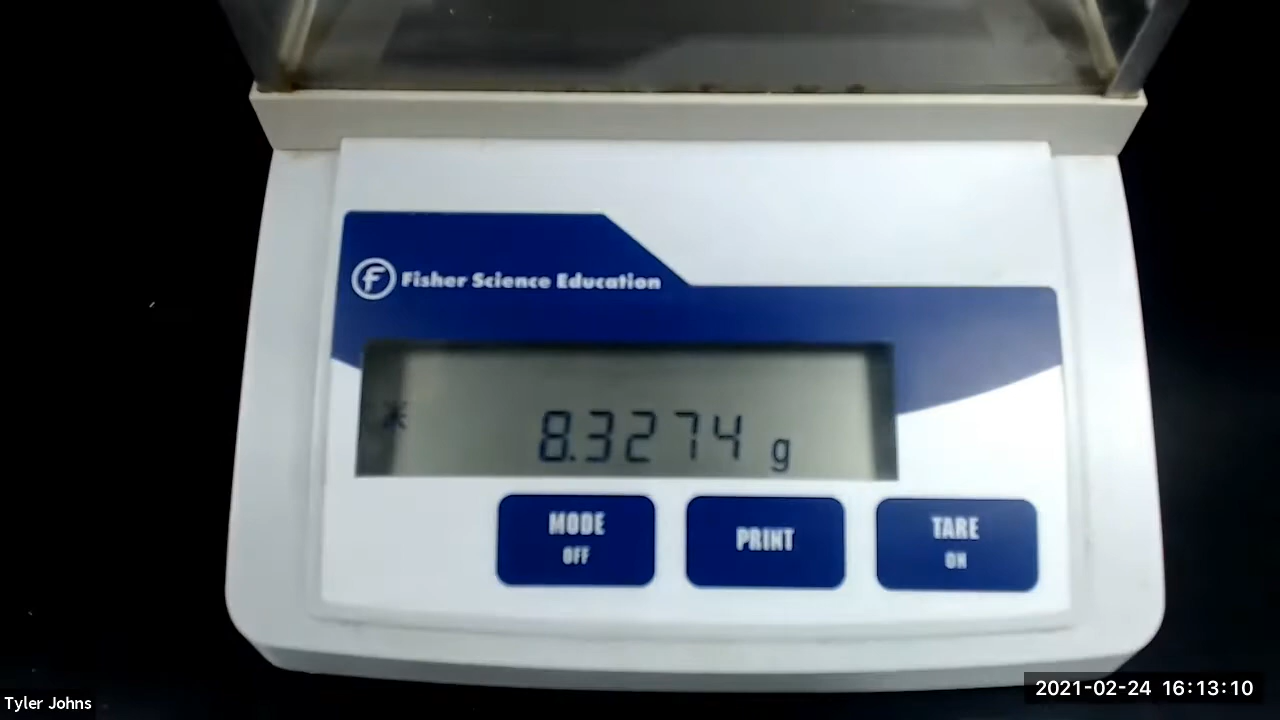 f Fisher Science Education
* 8.3274 g
MODE
OFF
PRINT
TARE
ON
Tyler Johns
2021-02-24 16:13:10